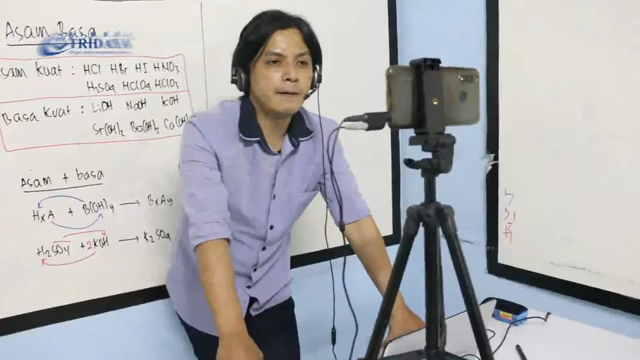 Asam Basa
TRIDAYA
Asam kuat : HCl HBr HI HNO3
H2SO4 HClO4 HClO3
Basa kuat : LiOH NaOH KOH
Sr(OH)2 Ba(OH)2 Ca(OH)2
Asam + basa
HxA + B(OH)y → BxAy
H2SO4 + 2KOH → K2SO4